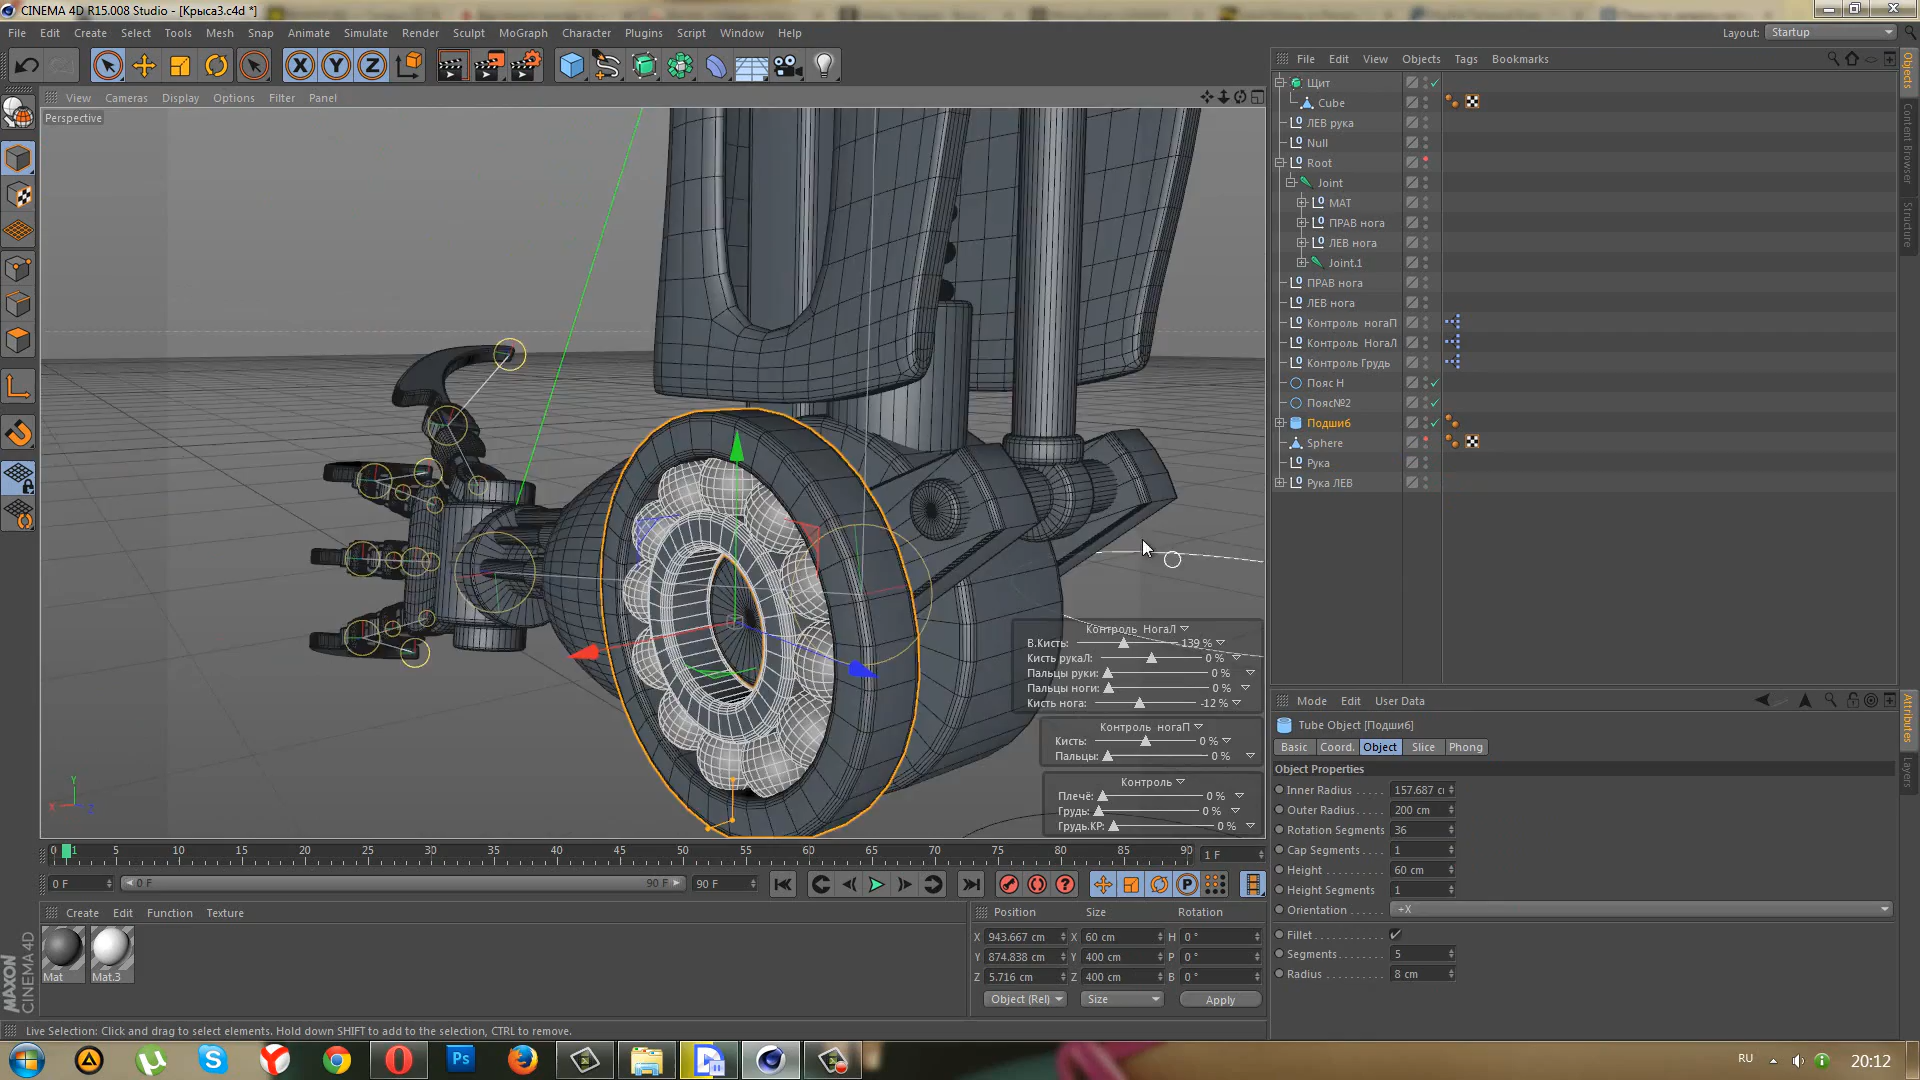 CINEMA 4D R15.008 Studio - [Крыса3.c4d *]
File Edit Create Select Tools Mesh Snap Animate Simulate Render Sculpt MoGraph Character Plugins Script Window Help
Layout: Startup
View Cameras Display Options Filter Panel
Perspective
File Edit View Objects Tags Bookmarks
Щит
Cube
ЛЕВ рука
Null
Root
Joint
МАТ
ПРАВ нога
ЛЕВ нога
Joint.1
ПРАВ нога
ЛЕВ нога
Контроль ногаП
Контроль НогаЛ
Контроль Грудь
Пояс Н
Пояс№2
Подшиб
Sphere
Рука
Рука ЛЕВ
Objects
Content Browser
Structure
Контроль НогаЛ
В.Кисть: 139 %
Кисть рукаЛ: 0 %
Пальцы руки: 0 %
Пальцы ноги: 0 %
Кисть нога: -12 %
Контроль ногаП
Кисть: 0 %
Пальцы: 0 %
Контроль
Плечё: 0 %
Грудь: 0 %
Грудь.КР: 0 %
Y
X
Z
Mode Edit User Data
Tube Object [Подшиб]
Basic Coord. Object Slice Phong
Object Properties
Inner Radius . . . . . 157.687 cı
Outer Radius . . . . 200 cm
Rotation Segments 36
Cap Segments . . . 1
Height . . . . . . . . . 60 cm
Height Segments 1
Orientation . . . . . . +X
Fillet . . . . . . . . . . .
Segments . . . . . . . 5
Radius . . . . . . . . . 8 cm
Attributes
Layers
0 1 5 10 15 20 25 30 35 40 45 50 55 60 65 70 75 80 85 90 1 F
0 F 0 F 90 F 90 F
Create Edit Function Texture
Mat Mat.3
MAXON
CINEMA 4D
Position Size Rotation
X 943.667 cm X 60 cm H 0 °
Y 874.838 cm Y 400 cm P 0 °
Z 5.716 cm Z 400 cm B 0 °
Object (Rel) Size Apply
Live Selection: Click and drag to select elements. Hold down SHIFT to add to the selection, CTRL to remove.
RU 20:12